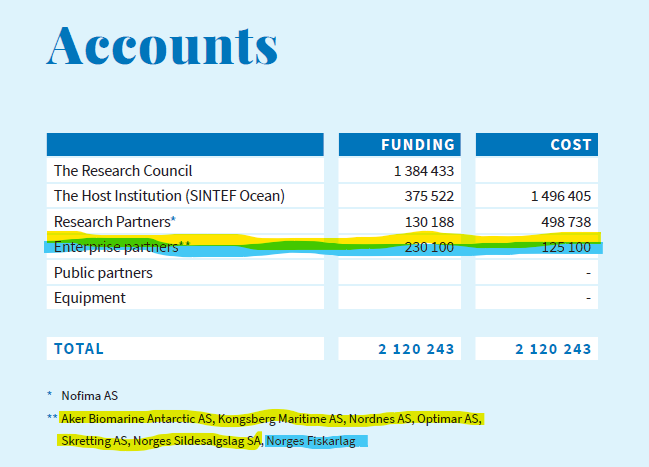 Accounts
FUNDING COST
The Research Council 1 384 433
The Host Institution (SINTEF Ocean) 375 522 1 496 405
Research Partners* 130 188 498 738
Enterprise partners** 230 100 125 100
Public partners -
Equipment -
TOTAL 2 120 243 2 120 243
* Nofima AS
** Aker Biomarine Antarctic AS, Kongsberg Maritime AS, Nordnes AS, Optimar AS,
Skretting AS, Norges Sildesalgslag SA, Norges Fiskarlag